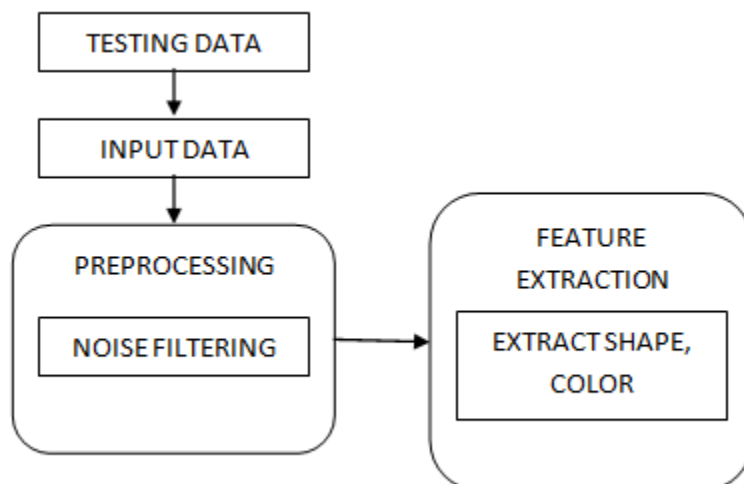 TESTING DATA
INPUT DATA
PREPROCESSING
NOISE FILTERING
FEATURE
EXTRACTION
EXTRACT SHAPE,
COLOR